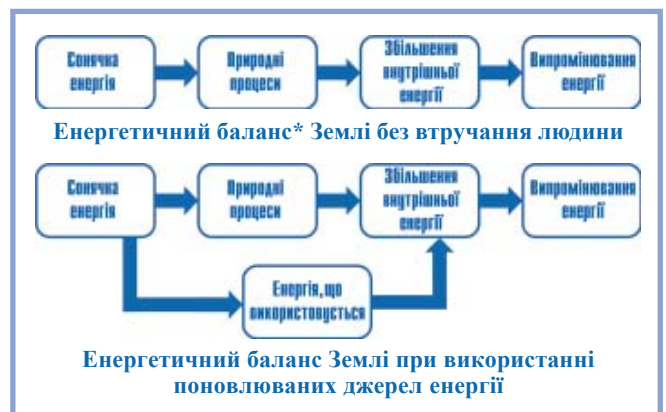 Сонячна
енергія
Природні
процеси
Збільшення
внутрішньої
енергії
Випромінювання
енергії
Енергетичний баланс* Землі без втручання людини
Сонячна
енергія
Природні
процеси
Збільшення
внутрішньої
енергії
Випромінювання
енергії
Енергія, що
використовується
Енергетичний баланс Землі при використанні
поновлюваних джерел енергії